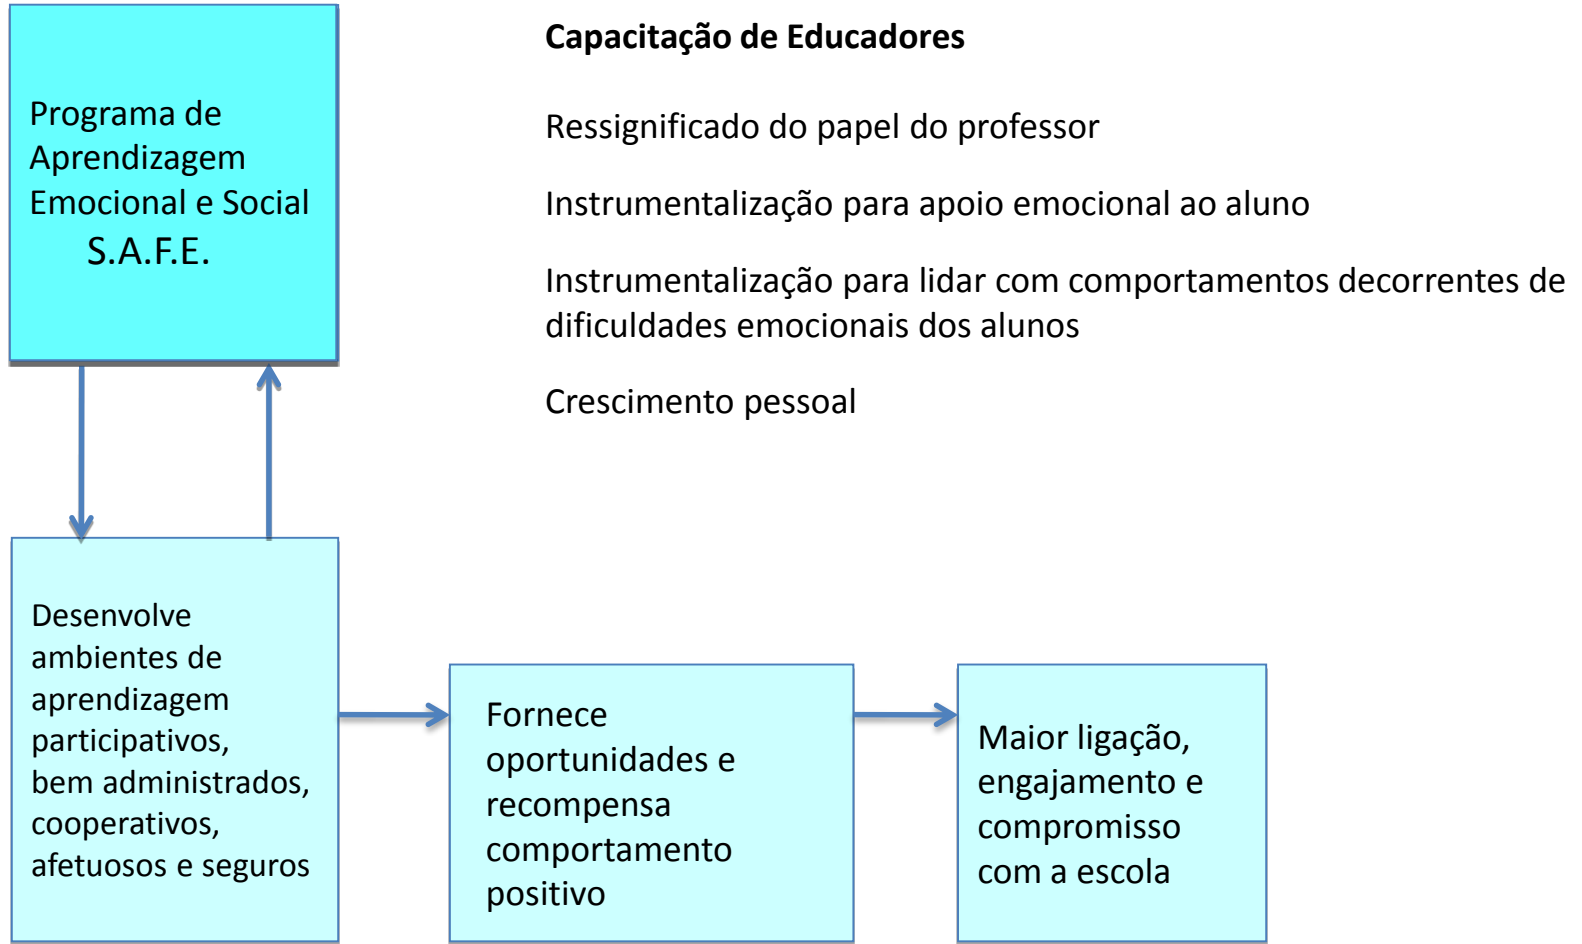 Programa de
Aprendizagem
Emocional e Social
S.A.F.E.
Capacitação de Educadores
Ressignificado do papel do professor
Instrumentalização para apoio emocional ao aluno
Instrumentalização para lidar com comportamentos decorrentes de
dificuldades emocionais dos alunos
Crescimento pessoal
Desenvolve
ambientes de
aprendizagem
participativos,
bem administrados,
cooperativos,
afetuosos e seguros
Fornece
oportunidades e
recompensa
comportamento
positivo
Maior ligação,
engajamento e
compromisso
com a escola